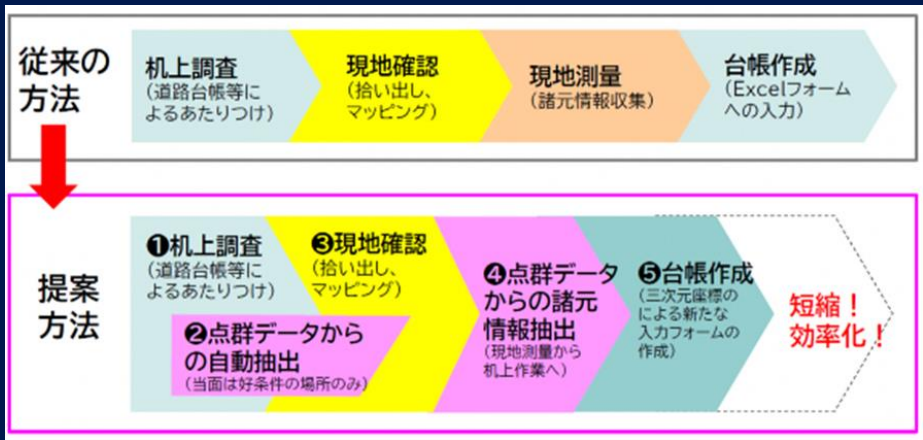 従来の
方法
机上調査
(道路台帳等に
よるあたりつけ)
現地確認
(拾い出し、
マッピング)
現地測量
(諸元情報収集)
台帳作成
(Excelフォーム
への入力)
提案
方法
❶机上調査
(道路台帳等に
よるあたりつけ)
❷点群データから
の自動抽出
(当面は好条件の場所のみ)
❸現地確認
(拾い出し、
マッピング)
❹点群データ
からの諸元
情報抽出
(現地測量から
机上作業へ)
❺台帳作成
(三次元座標の
による新たな
入力フォームの
作成)
短縮！
効率化！